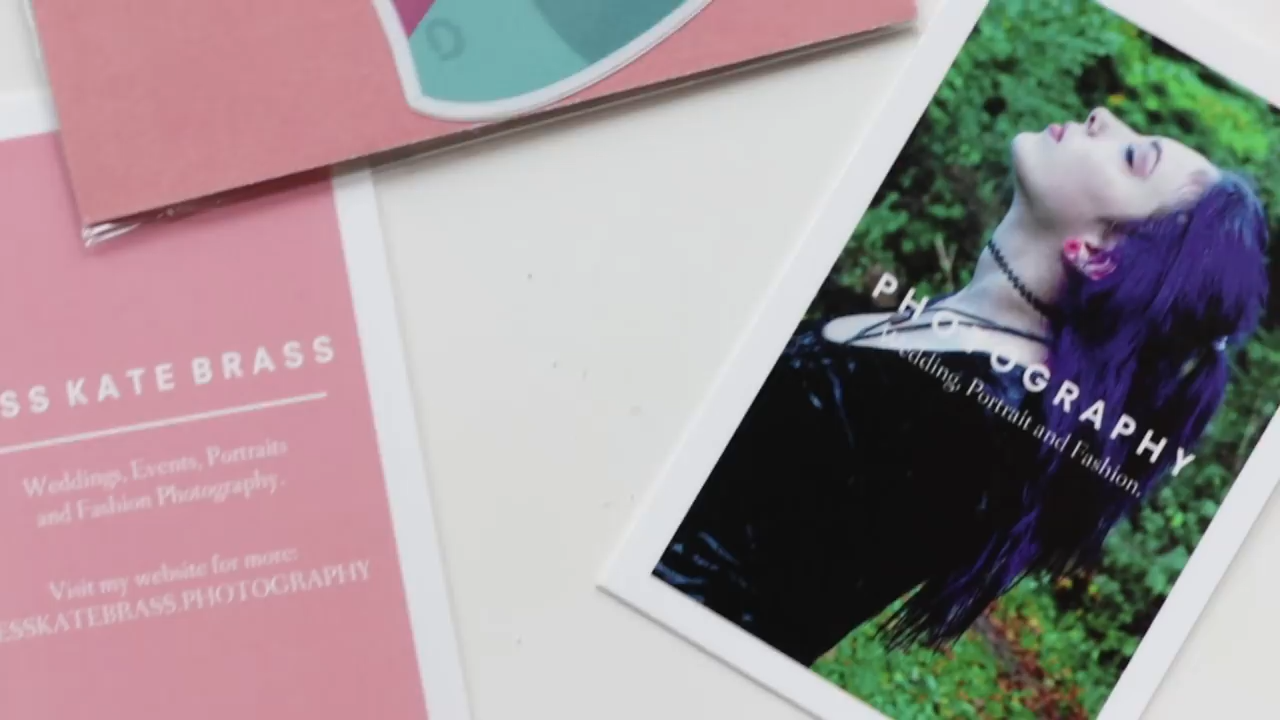 SS KATE BRASS
Weddings, Events, Portraits
and Fashion Photography.
Visit my website for more:
ESSKATEBRASS.PHOTOGRAPHY
PHOTOGRAPHY
Wedding, Portrait and Fashion.